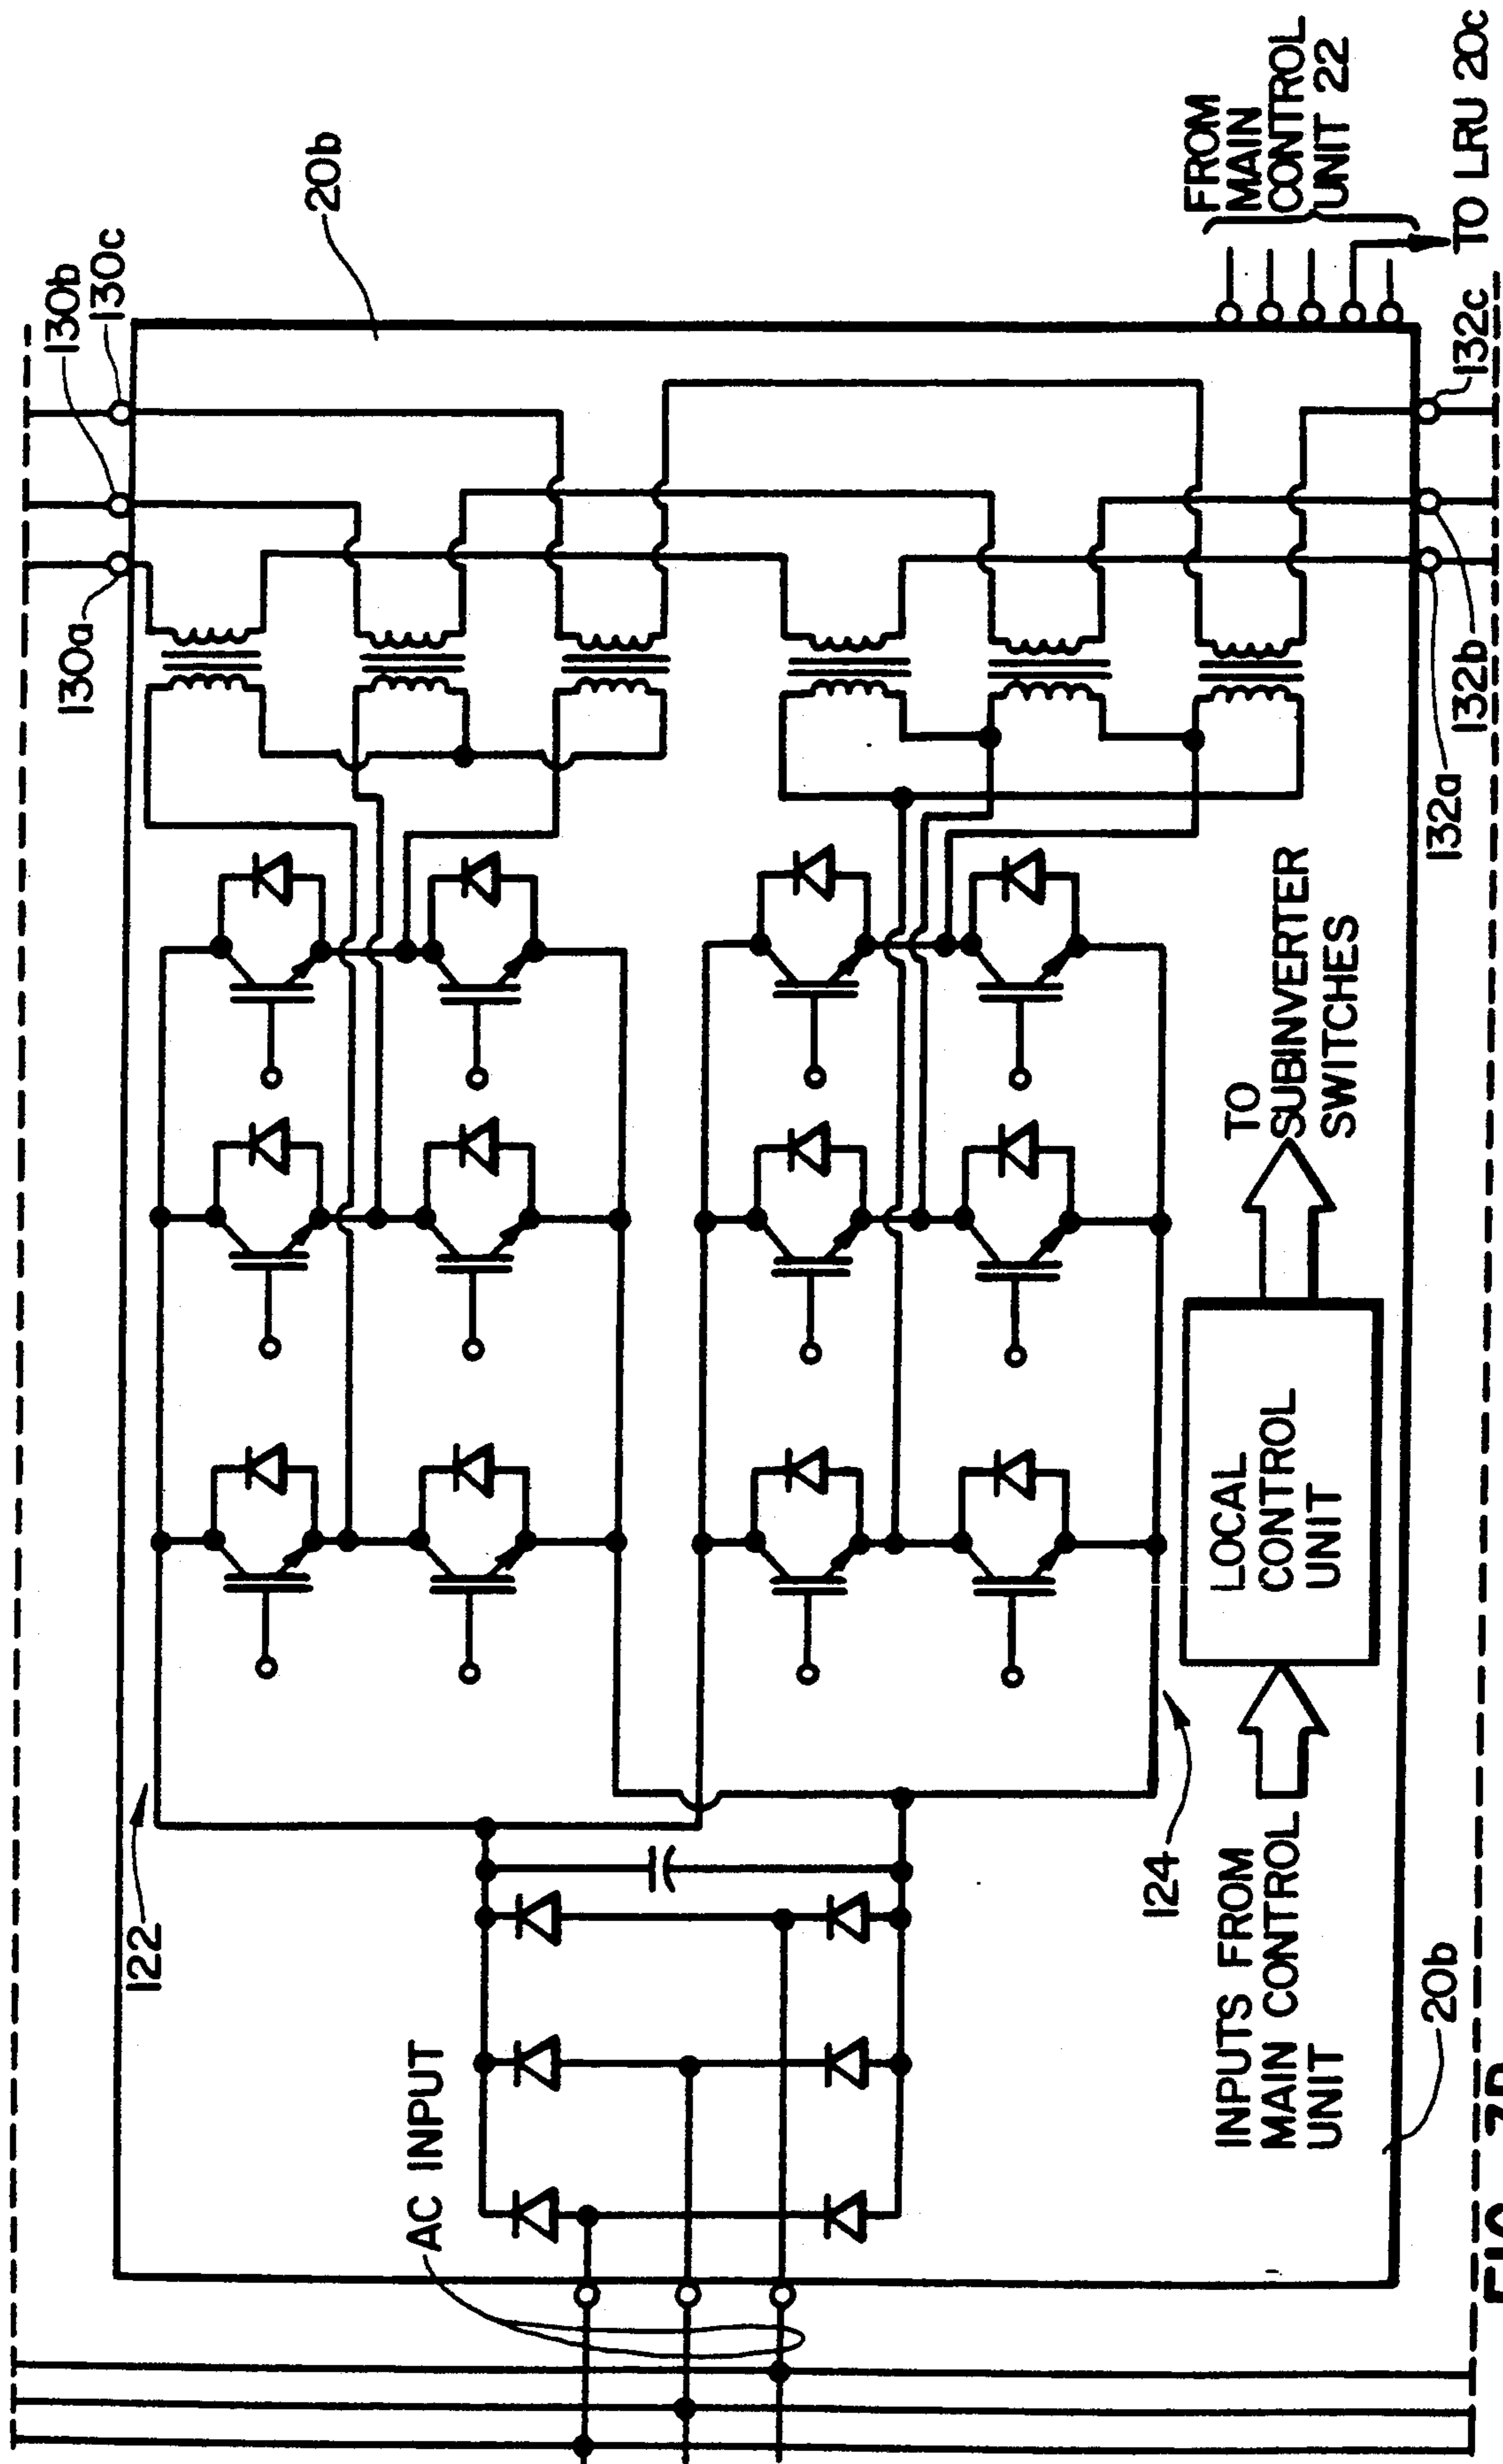 130a
130b
130c
20b
FROM
MAIN
CONTROL
UNIT 22
TO LRU 20c
132c
132b
132a
122
AC INPUT
124
TO
SUBINVERTER
SWITCHES
LOCAL
CONTROL
UNIT
INPUTS FROM
MAIN CONTROL
UNIT
20b